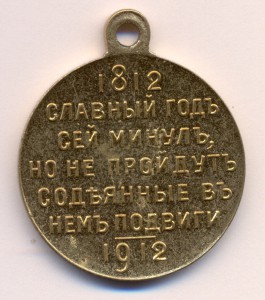 1812
СЛАВНЫЙ ГОДЪ
СЕЙ МИНУЛЪ,
НО НЕ ПРОЙДУТЪ
СОДѢЯННЫЕ ВЪ
НЕМЪ ПОДВИГИ
1912